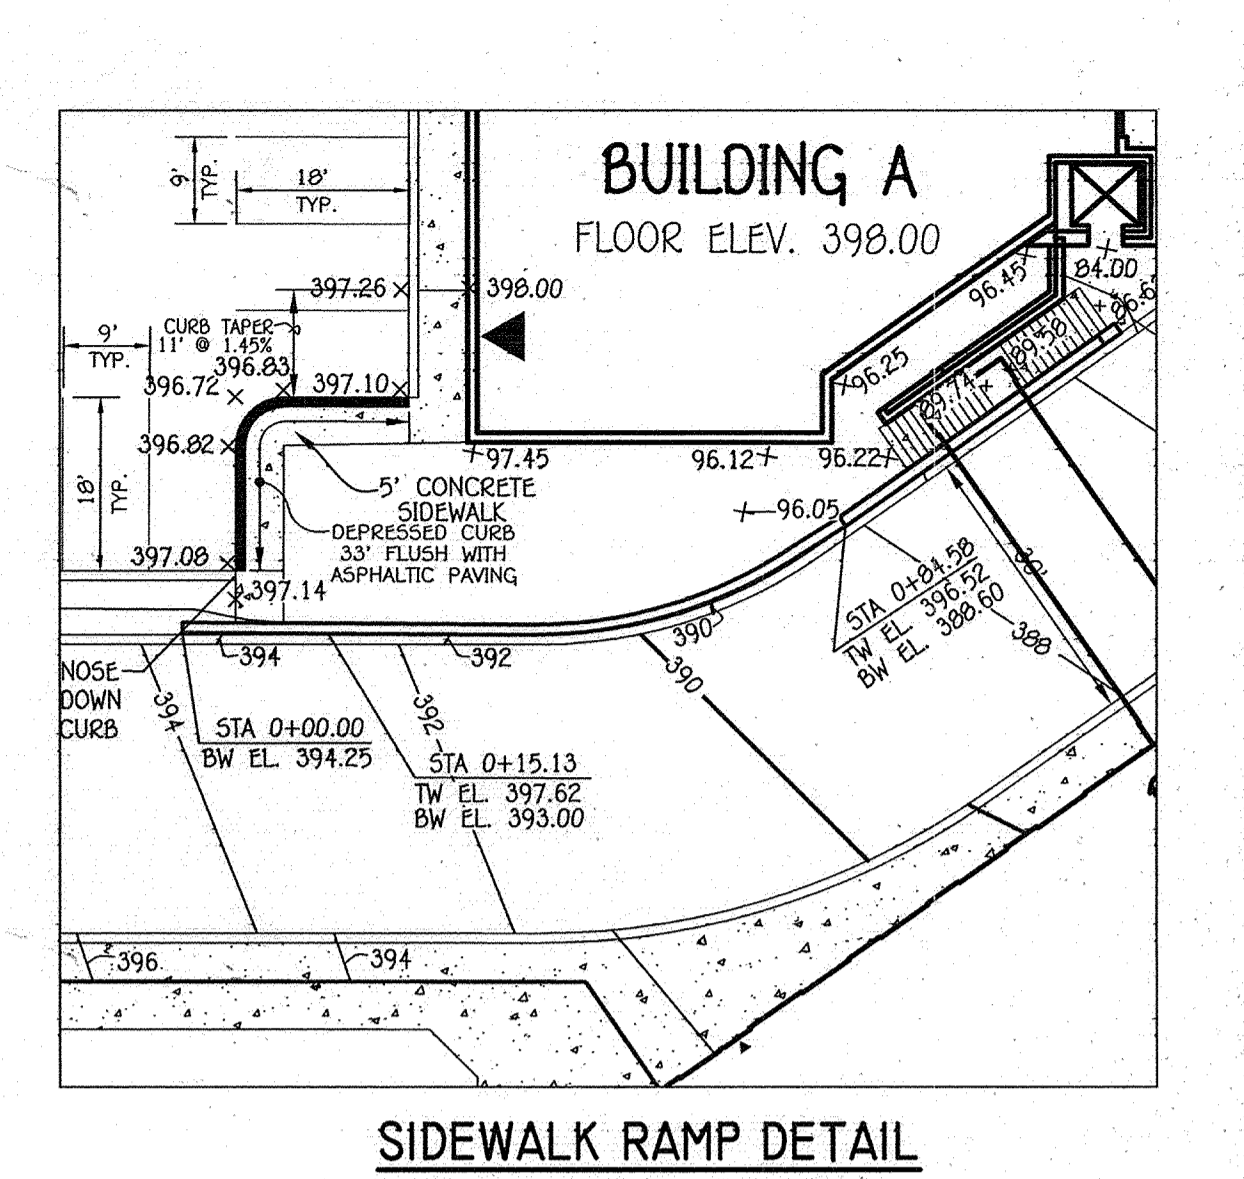 BUILDING A
FLOOR ELEV. 398.00
9'
TYP.
18'
TYP.
397.26
398.00
9'
TYP.
CURB TAPER
11' @ 1.45%
396.83
396.72
397.10
396.82
18'
TYP.
397.08
397.14
5' CONCRETE
SIDEWALK
DEPRESSED CURB
33' FLUSH WITH
ASPHALTIC PAVING
97.45
96.12
96.22
96.05
96.25
96.45
84.00
89.58
89.74
NOSE
DOWN
CURB
394
392
390
394
392
390
388
STA 0+00.00
BW EL. 394.25
STA 0+15.13
TW EL. 397.62
BW EL. 393.00
STA 0+84.58
TW EL. 396.52
BW EL. 388.60
396
394
SIDEWALK RAMP DETAIL